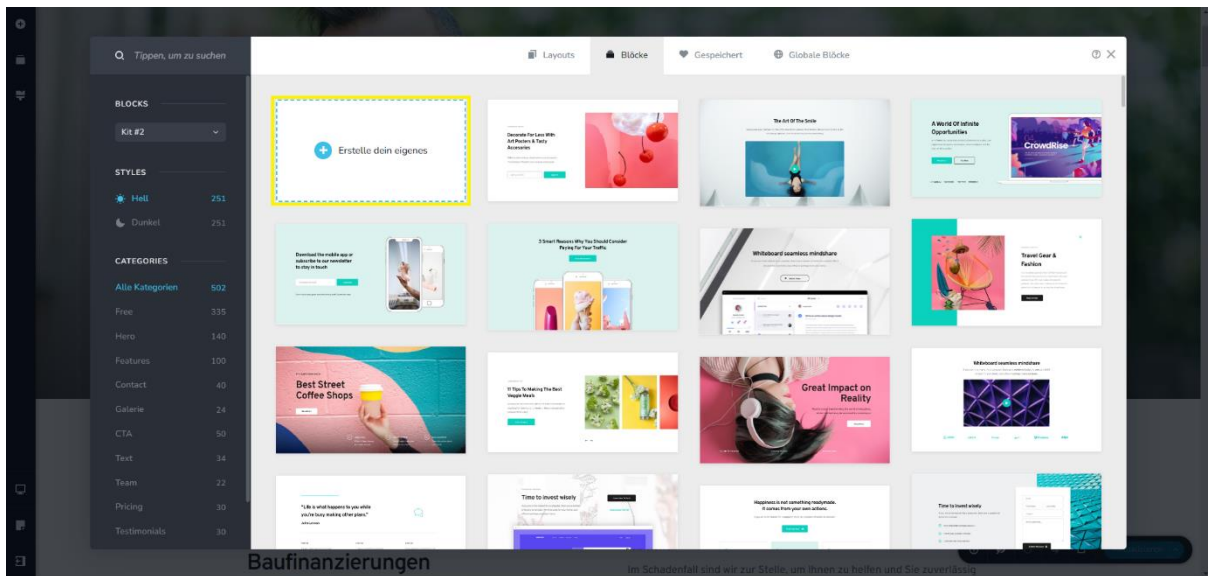 Tippen, um zu suchen
Layouts
Blöcke
Gespeichert
Globale Blöcke
BLOCKS
Kit #2
STYLES
Hell 251
Dunkel 251
CATEGORIES
Alle Kategorien 502
Free 335
Hero 140
Features 100
Contact 40
Galerie 24
CTA 50
Text 34
Team 22
Pricing 30
Testimonials 30
Erstelle dein eigenes
Decorate For Less With
Art Posters & Tasty
Accesories
The Art Of The Smile
A World Of Infinite
Opportunities
CrowdRise
Download the mobile app or
subscribe to our newsletter
to stay in touch
3 Smart Reasons Why You Should Consider
Paying For Your Traffic
Whiteboard seamless mindshare
Travel Gear &
Fashion
Best Street
Coffee Shops
11 Tips To Making The Best
Veggie Meals
Great Impact on
Reality
Whiteboard seamless mindshare
"Life is what happens to you while
you're busy making other plans."
Time to invest wisely
Happiness is not something readymade.
It comes from your own actions.
Time to invest wisely
Baufinanzierungen
Im Schadenfall sind wir zur Stelle, um Ihnen zu helfen und Sie zuverlässig